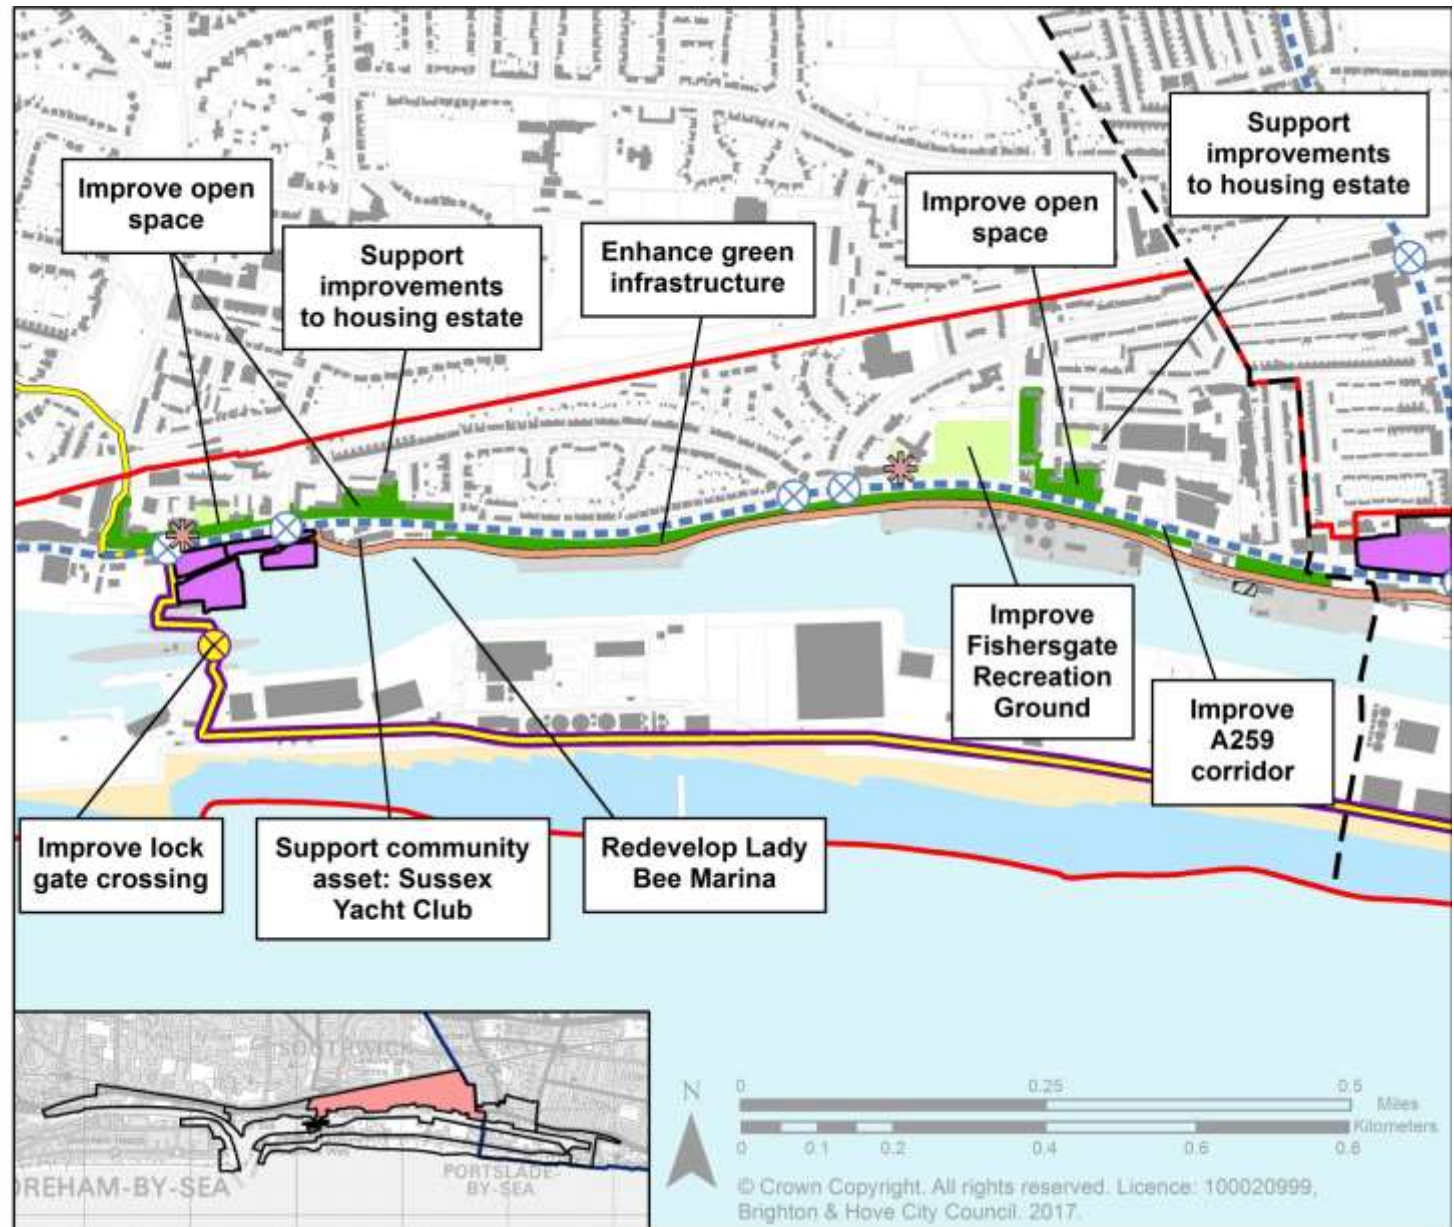 Support
improvements
to housing estate
Improve open
space
Improve open
space
Support
improvements
to housing estate
Enhance green
infrastructure
Improve
Fishersgate
Recreation
Ground
Improve
A259
corridor
Improve lock
gate crossing
Support community
asset: Sussex
Yacht Club
Redevelop Lady
Bee Marina
SOUTHWICK
PORTSLADE-
BY-SEA
OREHAM-BY-SEA
N
0 0.25 0.5
Miles
Kilometers
0 0.1 0.2 0.4 0.6 0.8
© Crown Copyright. All rights reserved. Licence: 100020999,
Brighton & Hove City Council. 2017.